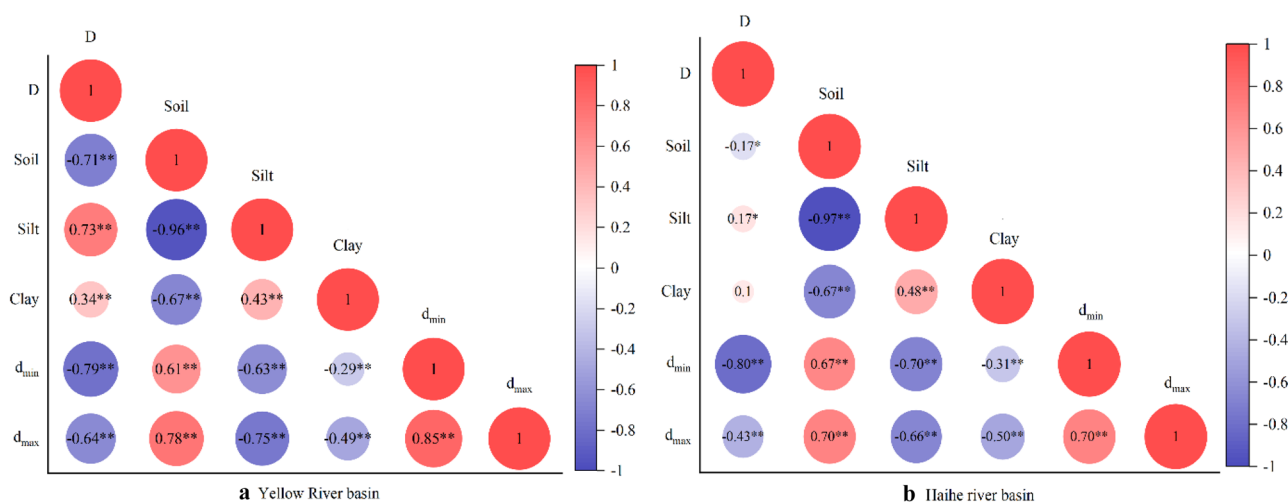 D
D 1 Soil
Soil -0.71** 1 Silt
Silt 0.73** -0.96** 1 Clay
Clay 0.34** -0.67** 0.43** 1 dmin
dmin -0.79** 0.61** -0.63** -0.29** 1 dmax
dmax -0.64** 0.78** -0.75** -0.49** 0.85** 1
1
0.8
0.6
0.4
0.2
0
-0.2
-0.4
-0.6
-0.8
-1
a Yellow River basin
D
D 1 Soil
Soil -0.17* 1 Silt
Silt 0.17* -0.97** 1 Clay
Clay 0.1 -0.67** 0.48** 1 dmin
dmin -0.80** 0.67** -0.70** -0.31** 1 dmax
dmax -0.43** 0.70** -0.66** -0.50** 0.70** 1
1
0.8
0.6
0.4
0.2
0
-0.2
-0.4
-0.6
-0.8
-1
b Haihe river basin